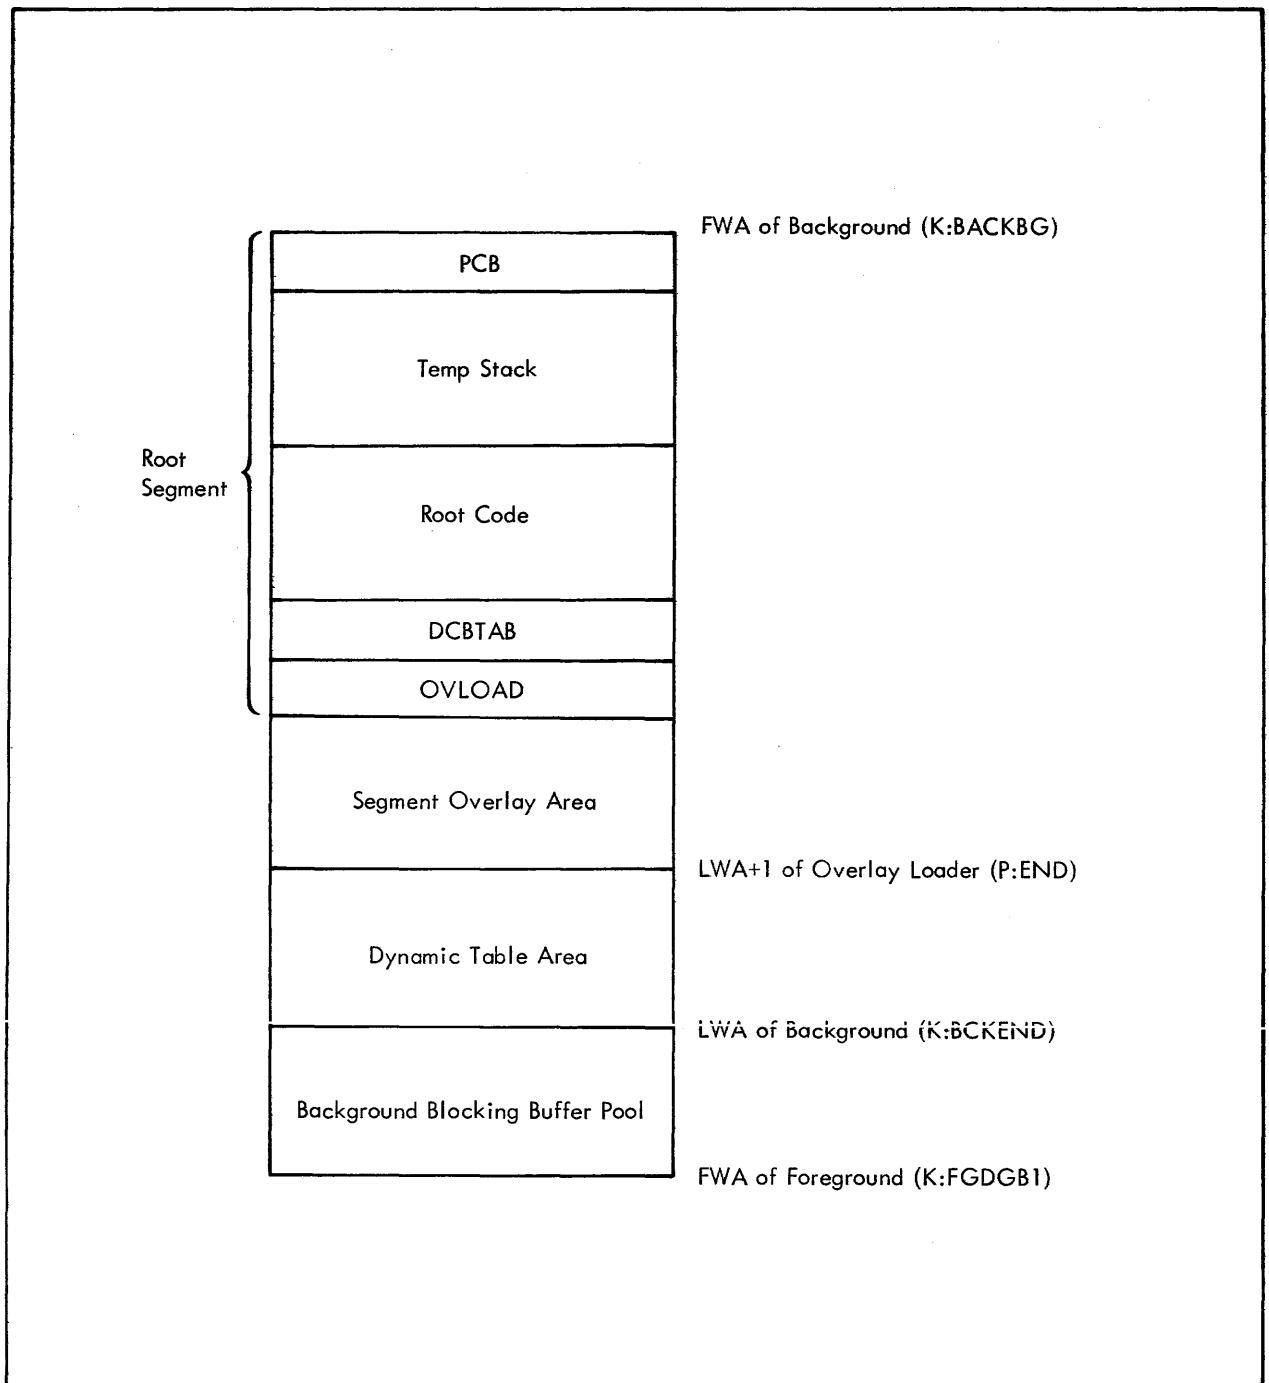 FWA of Background (K:BACKBG)
PCB
Temp Stack
Root
Segment
Root Code
DCBTAB
OVLOAD
Segment Overlay Area
LWA+1 of Overlay Loader (P:END)
Dynamic Table Area
LWA of Background (K:BCKEND)
Background Blocking Buffer Pool
FWA of Foreground (K:FGDGB1)